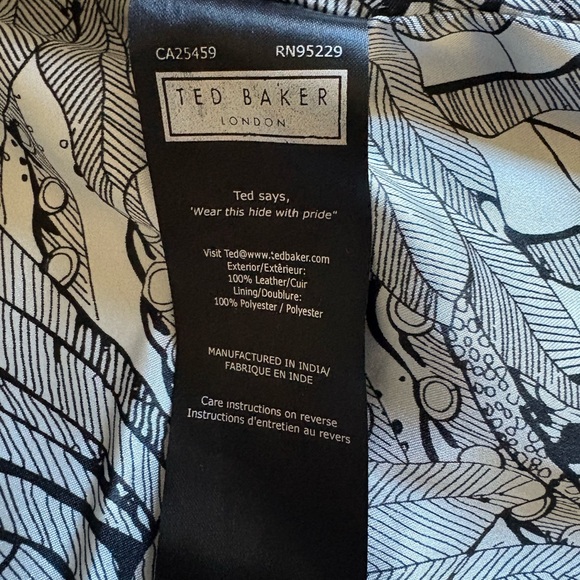 CA25459 RN95229
TED BAKER
LONDON
Ted says,
'Wear this hide with pride"
Visit Ted@www.tedbaker.com
Exterior/Extêrieur:
100% Leather/Cuir
Lining/Doublure:
100% Polyester / Polyester
MANUFACTURED IN INDIA/
FABRIQUE EN INDE
Care instructions on reverse
Instructions d'entretien au revers